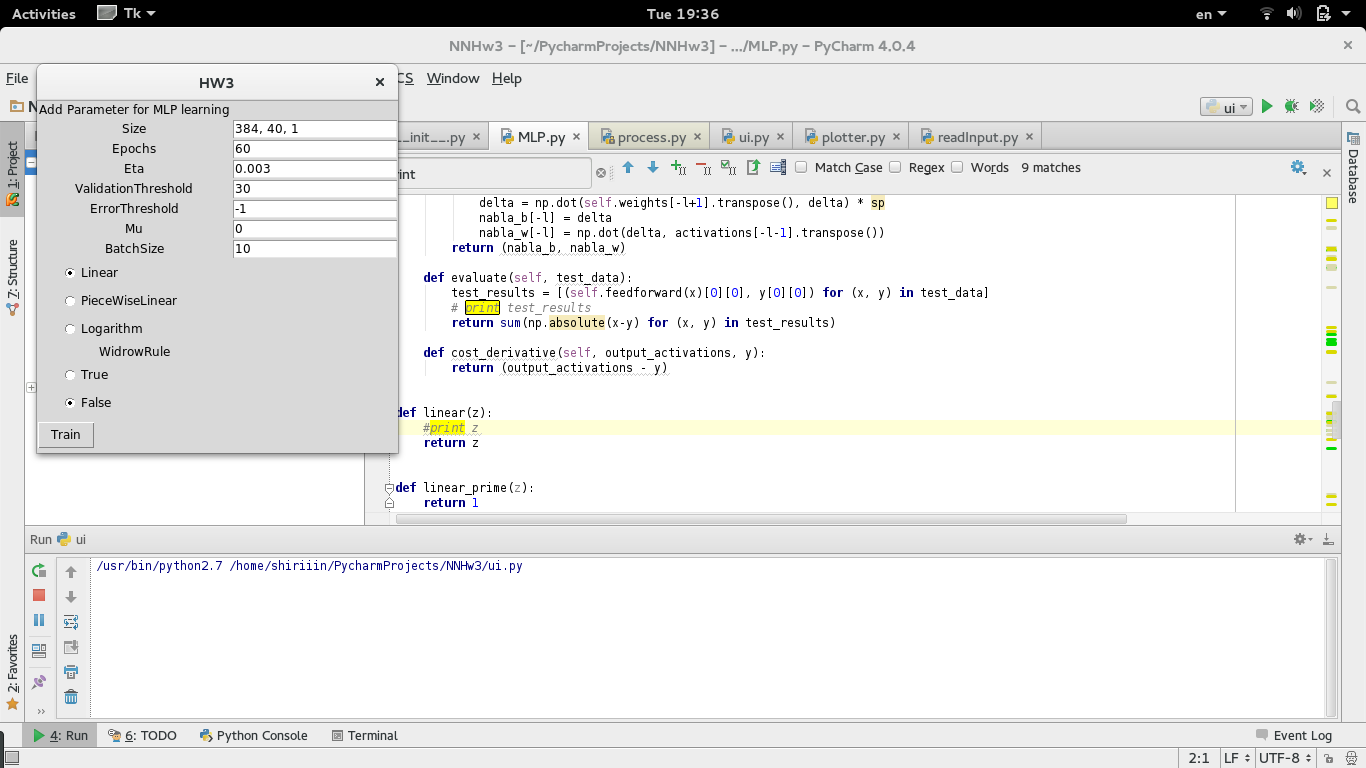 Activities Tk Tue 19:36 en
NNHw3 – [~/PycharmProjects/NNHw3] – .../MLP.py – PyCharm 4.0.4
File CS Window Help
N ui
HW3
Add Parameter for MLP learning
Size 384, 40, 1
Epochs 60
Eta 0.003
ValidationThreshold 30
ErrorThreshold -1
Mu 0
BatchSize 10
Linear
PieceWiseLinear
Logarithm
WidrowRule
True
False
Train
__init__.py MLP.py process.py ui.py plotter.py readInput.py
int Match Case Regex Words 9 matches
delta = np.dot(self.weights[-l+1].transpose(), delta) * sp
nabla_b[-l] = delta
nabla_w[-l] = np.dot(delta, activations[-l-1].transpose())
return (nabla_b, nabla_w)
def evaluate(self, test_data):
test_results = [(self.feedforward(x)[0][0], y[0][0]) for (x, y) in test_data]
# print test_results
return sum(np.absolute(x-y) for (x, y) in test_results)
def cost_derivative(self, output_activations, y):
return (output_activations - y)
def linear(z):
#print z
return z
def linear_prime(z):
return 1
1: Project
7: Structure
2: Favorites
Database
Run ui
/usr/bin/python2.7 /home/shiriiin/PycharmProjects/NNHw3/ui.py
4: Run 6: TODO Python Console Terminal Event Log
2:1 LF UTF-8